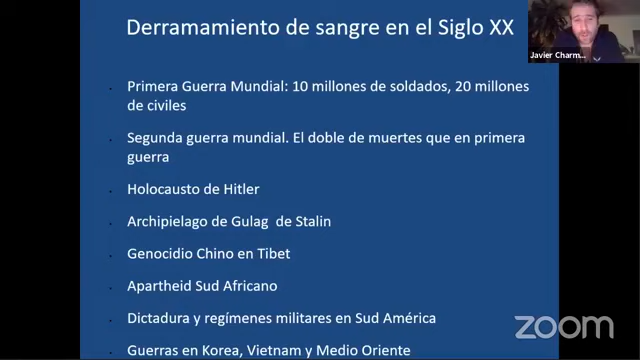 Derramamiento de sangre en el Siglo XX
Javier Charm...
Primera Guerra Mundial: 10 millones de soldados, 20 millones
de civiles
Segunda guerra mundial. El doble de muertes que en primera
guerra
Holocausto de Hitler
Archipielago de Gulag de Stalin
Genocidio Chino en Tibet
Apartheid Sud Africano
Dictadura y regímenes militares en Sud América
Guerras en Korea, Vietnam y Medio Oriente
zoom